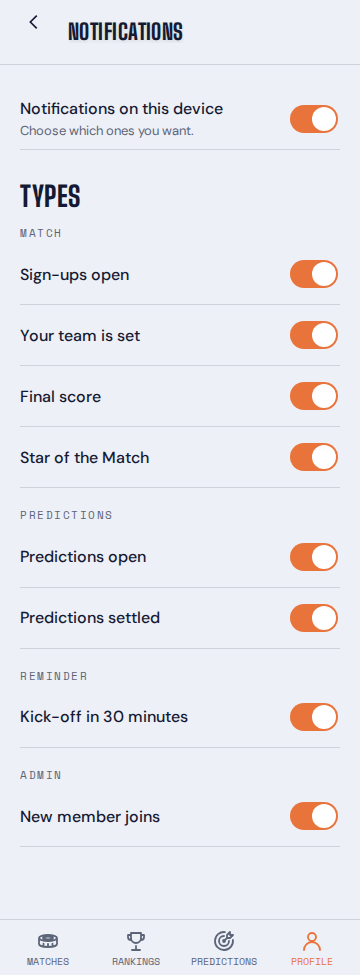 NOTIFICATIONS
Notifications on this device
Choose which ones you want.
TYPES
MATCH
Sign-ups open
Your team is set
Final score
Star of the Match
PREDICTIONS
Predictions open
Predictions settled
REMINDER
Kick-off in 30 minutes
ADMIN
New member joins
MATCHES RANKINGS PREDICTIONS PROFILE